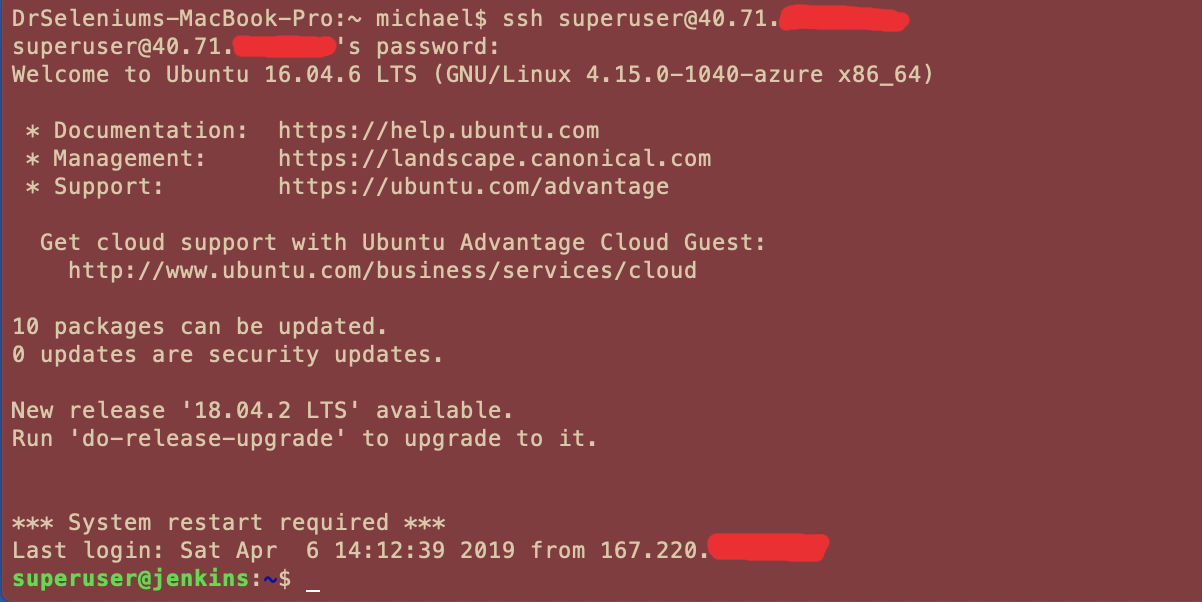 DrSeleniums-MacBook-Pro:~ michael$ ssh superuser@40.71.
superuser@40.71.'s password:
Welcome to Ubuntu 16.04.6 LTS (GNU/Linux 4.15.0-1040-azure x86_64)
* Documentation:  https://help.ubuntu.com
* Management:     https://landscape.canonical.com
* Support:        https://ubuntu.com/advantage
Get cloud support with Ubuntu Advantage Cloud Guest:
http://www.ubuntu.com/business/services/cloud
10 packages can be updated.
0 updates are security updates.
New release '18.04.2 LTS' available.
Run 'do-release-upgrade' to upgrade to it.
*** System restart required ***
Last login: Sat Apr  6 14:12:39 2019 from 167.220.
superuser@jenkins:~$ _